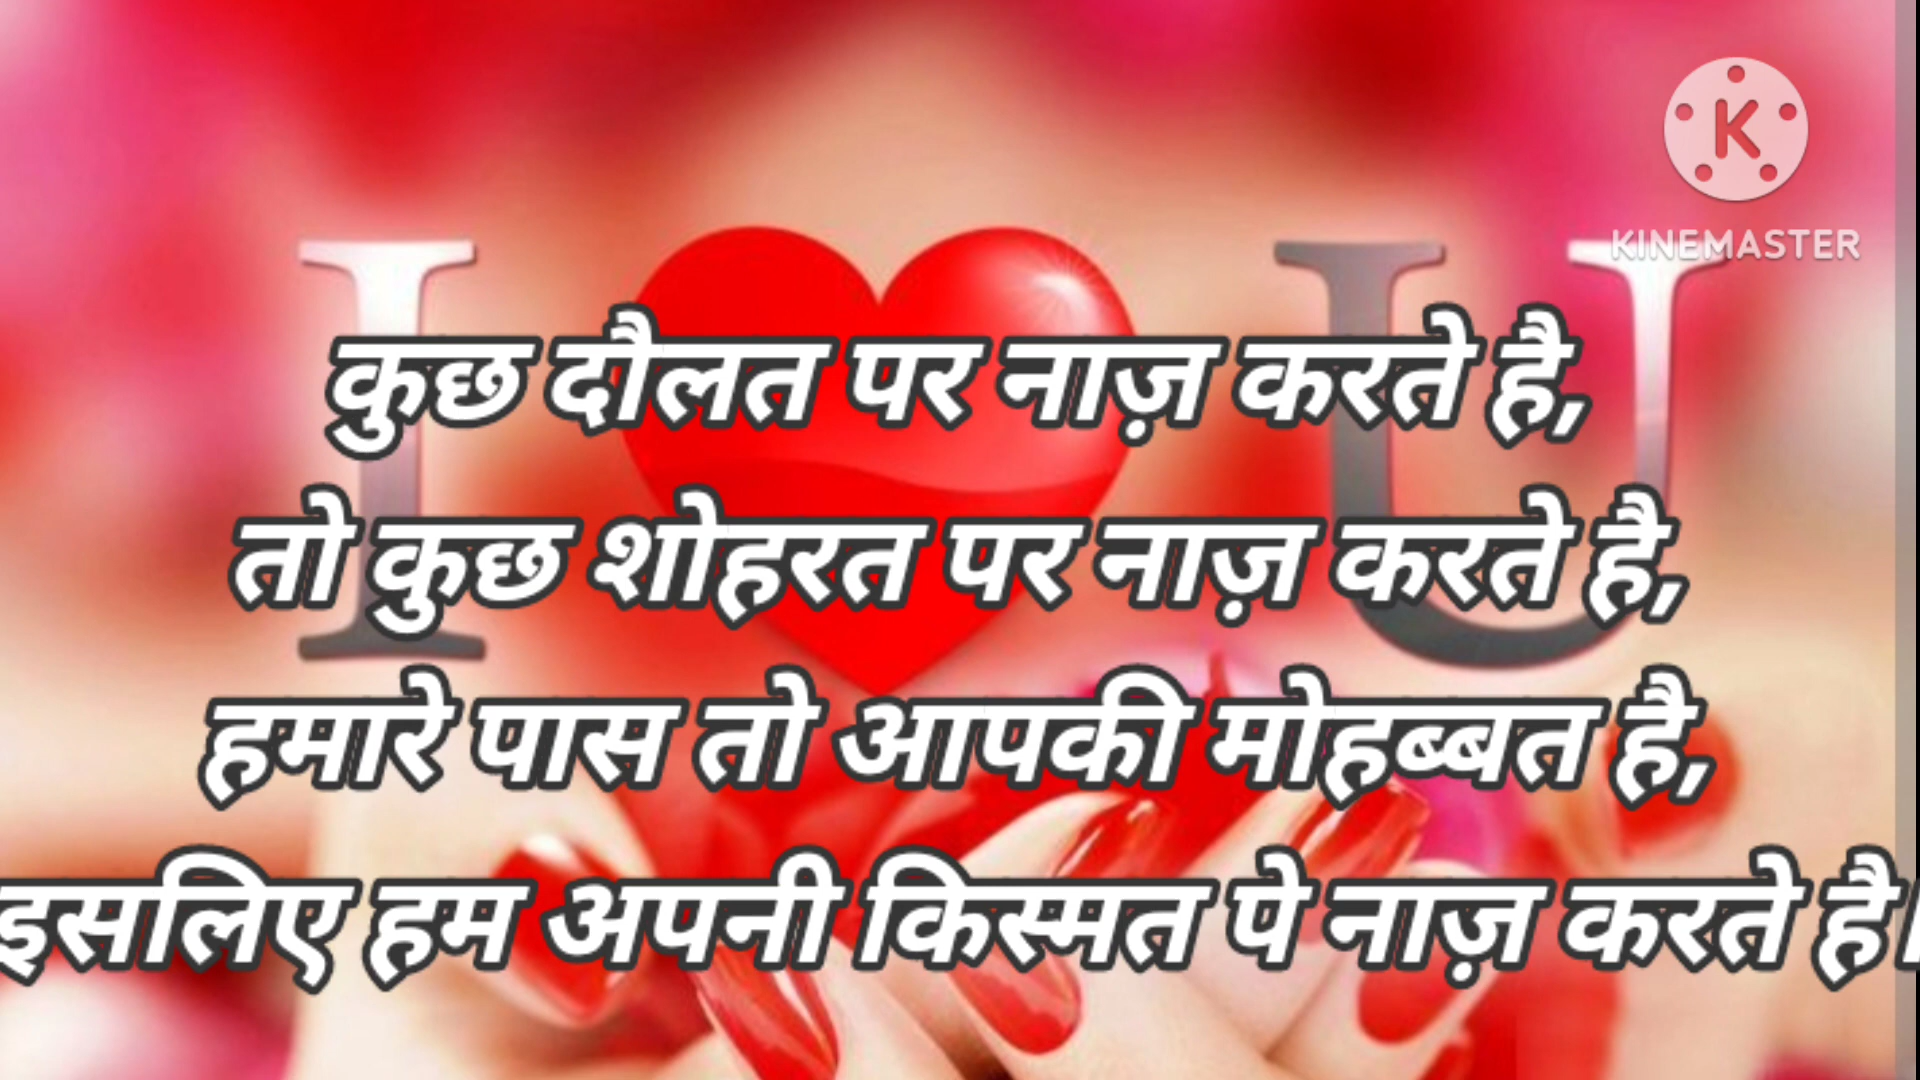 KINEMASTER
I U
कुछ दौलत पर नाज़ करते है,
तो कुछ शोहरत पर नाज़ करते है,
हमारे पास तो आपकी मोहब्बत है,
इसलिए हम अपनी किस्मत पे नाज़ करते है।